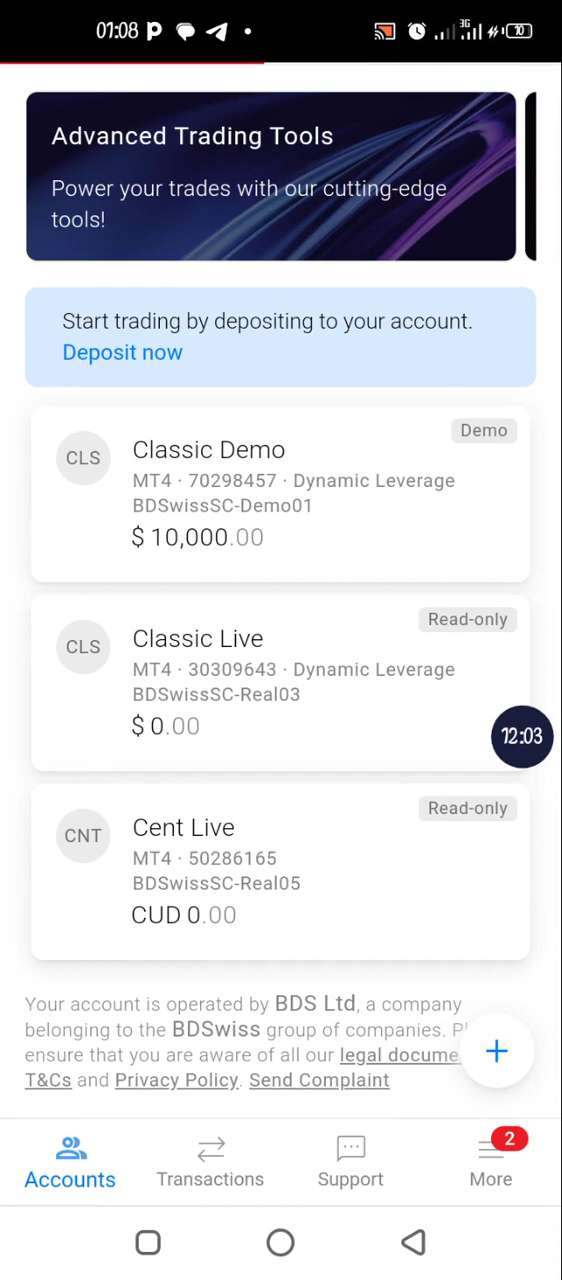 01:08
3G
10
Advanced Trading Tools
Power your trades with our cutting-edge
tools!
Start trading by depositing to your account.
Deposit now
Demo
CLS
Classic Demo
MT4 · 70298457 · Dynamic Leverage
BDSwissSC-Demo01
$ 10,000.00
Read-only
CLS
Classic Live
MT4 · 30309643 · Dynamic Leverage
BDSwissSC-Real03
$ 0.00
12:03
Read-only
CNT
Cent Live
MT4 · 50286165
BDSwissSC-Real05
CUD 0.00
Your account is operated by BDS Ltd, a company
belonging to the BDSwiss group of companies.
ensure that you are aware of all our legal
T&Cs and Privacy Policy. Send Complaint
2
Accounts
Transactions
Support
More